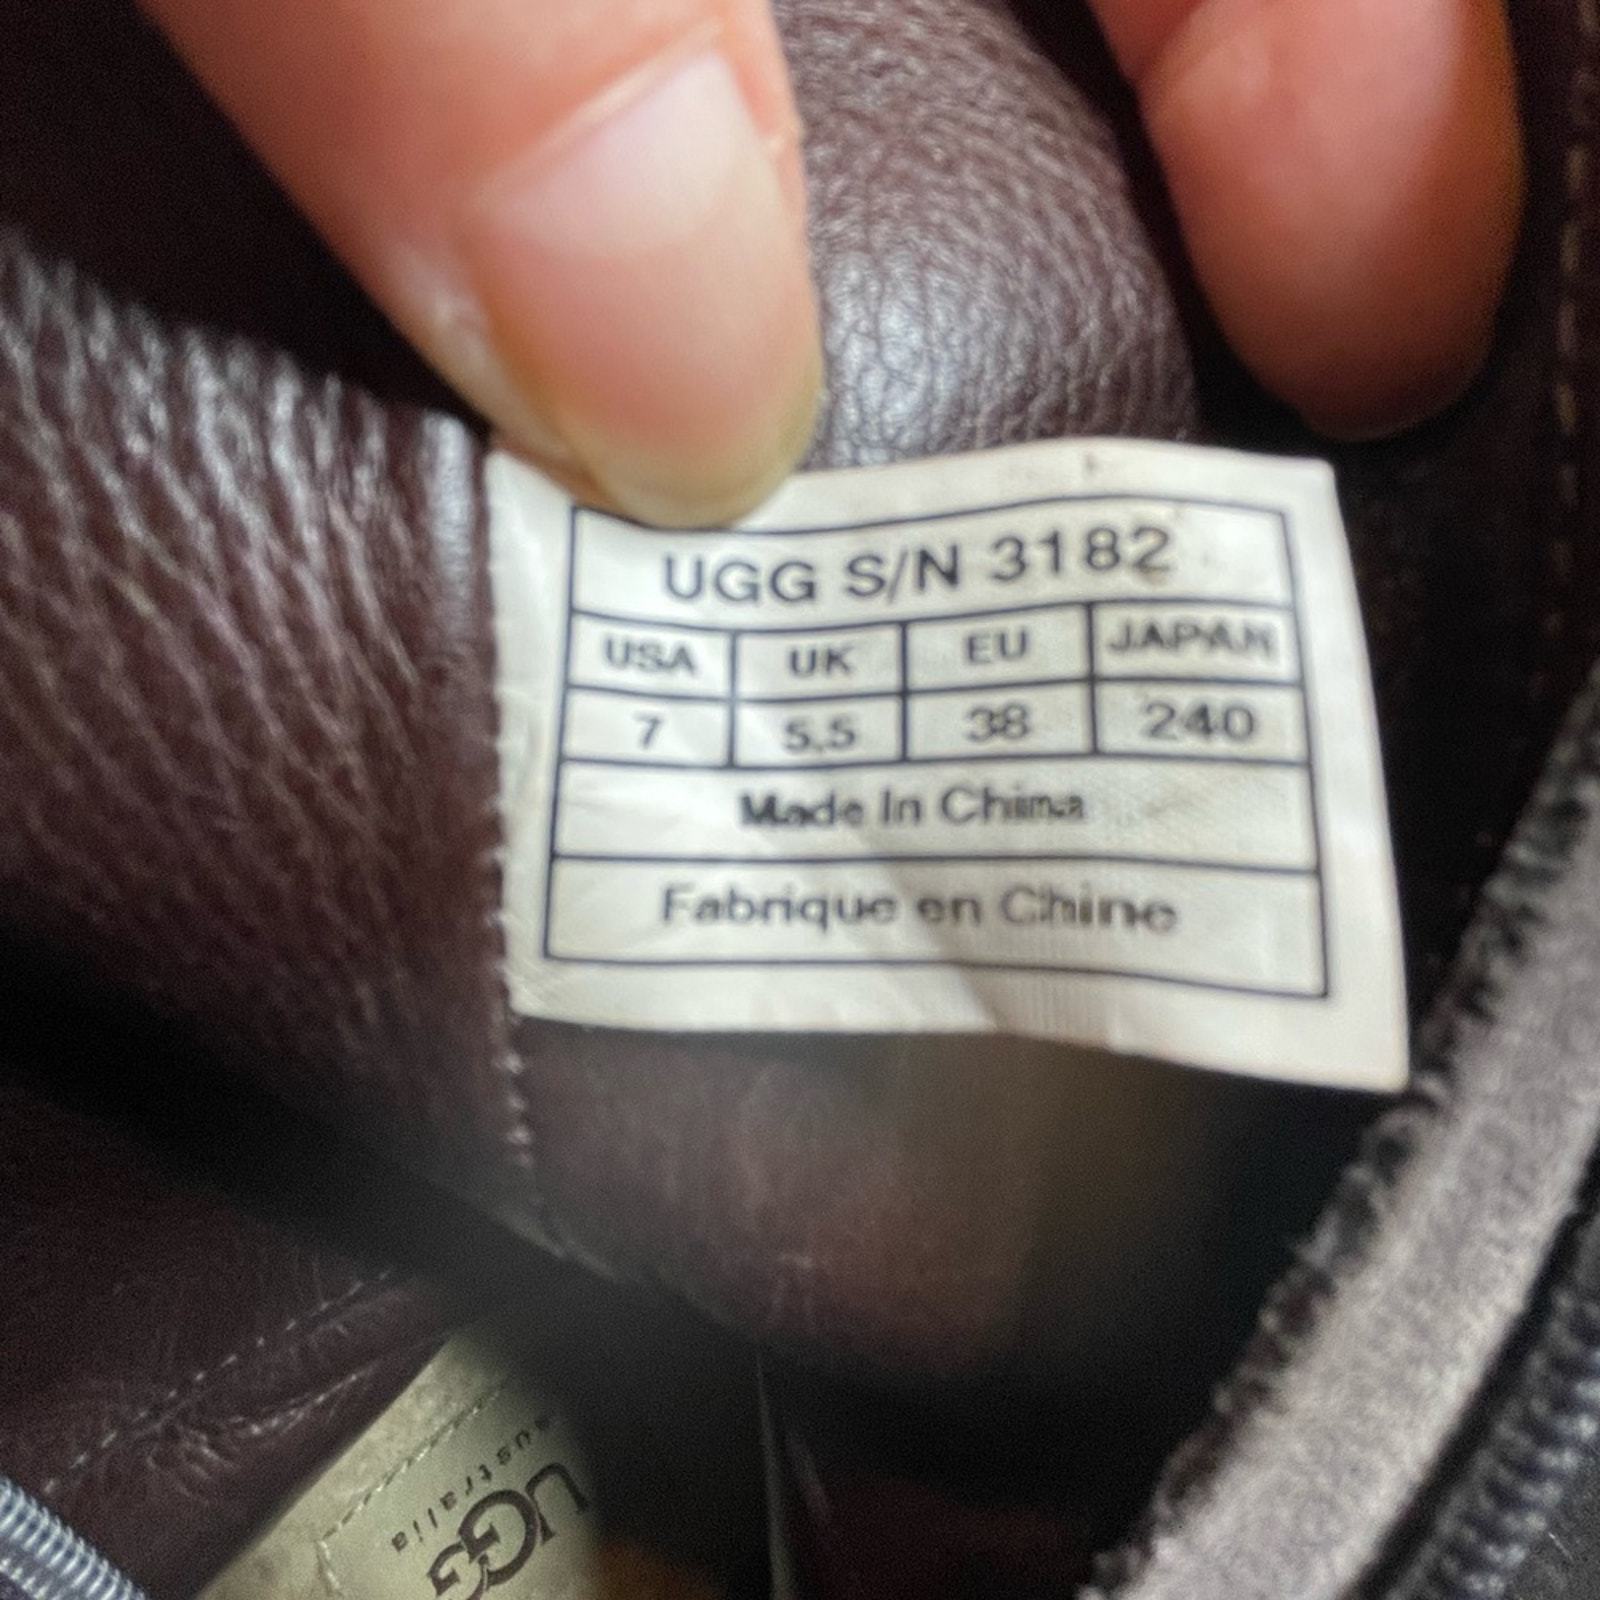 UGG S/N 3182
USA UK EU JAPAN
7 5.5 38 240
Made In China
Fabrique en Chine
UGG
australia